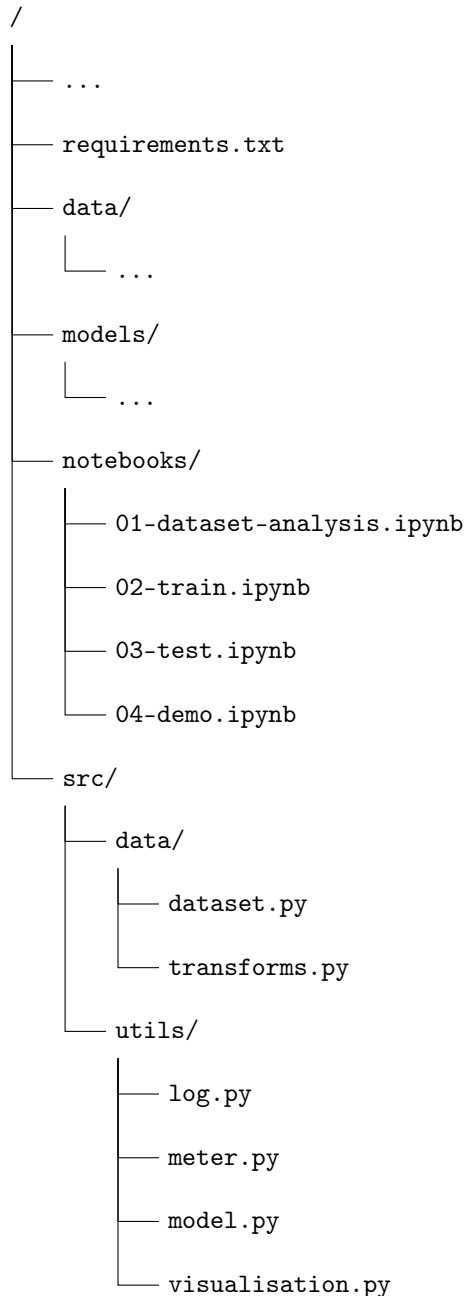 /
...
requirements.txt
data/
...
models/
...
notebooks/
01-dataset-analysis.ipynb
02-train.ipynb
03-test.ipynb
04-demo.ipynb
src/
data/
dataset.py
transforms.py
utils/
log.py
meter.py
model.py
visualisation.py